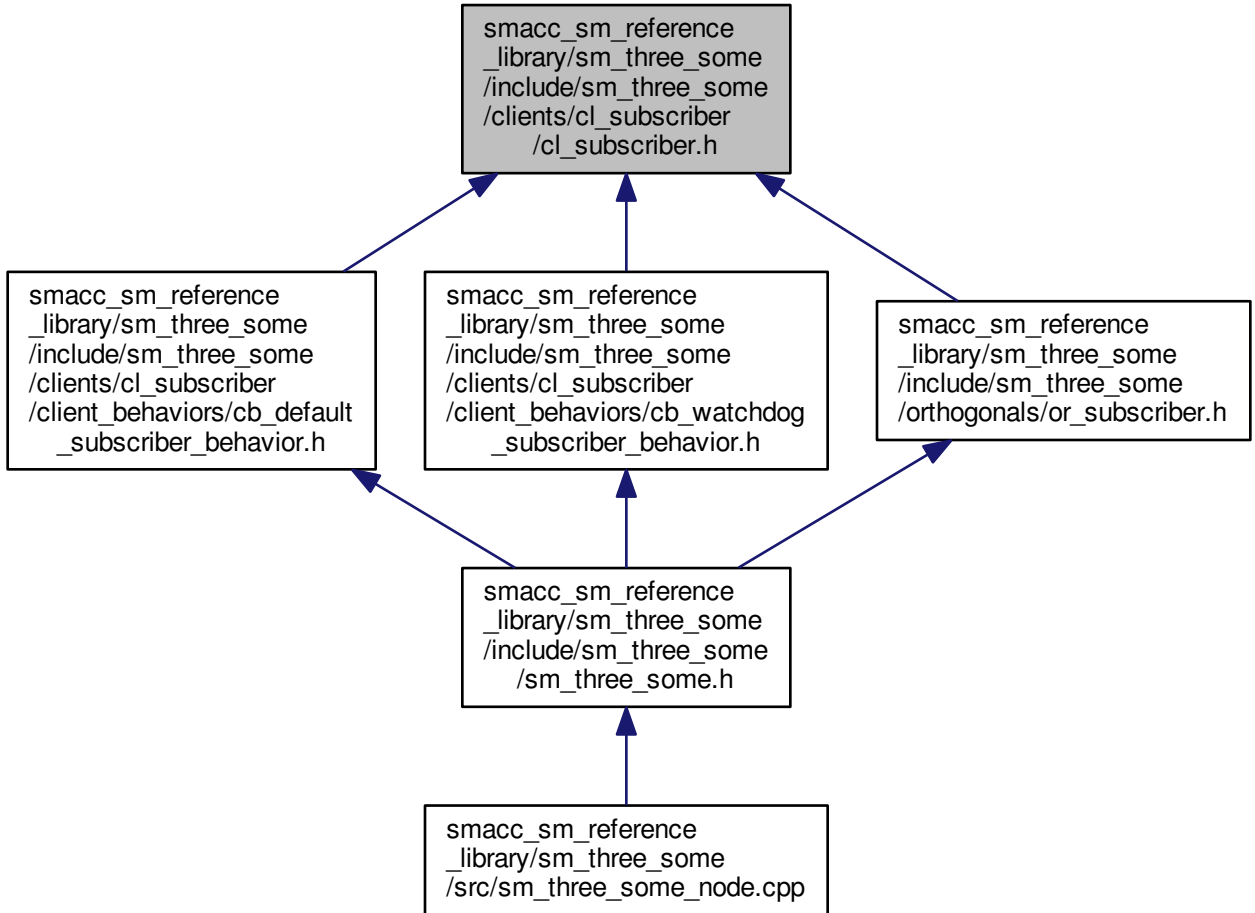 smacc_sm_reference
_library/sm_three_some
/include/sm_three_some
/clients/cl_subscriber
/cl_subscriber.h
smacc_sm_reference
_library/sm_three_some
/include/sm_three_some
/clients/cl_subscriber
/client_behaviors/cb_default
_subscriber_behavior.h
smacc_sm_reference
_library/sm_three_some
/include/sm_three_some
/clients/cl_subscriber
/client_behaviors/cb_watchdog
_subscriber_behavior.h
smacc_sm_reference
_library/sm_three_some
/include/sm_three_some
/orthogonals/or_subscriber.h
smacc_sm_reference
_library/sm_three_some
/include/sm_three_some
/sm_three_some.h
smacc_sm_reference
_library/sm_three_some
/src/sm_three_some_node.cpp